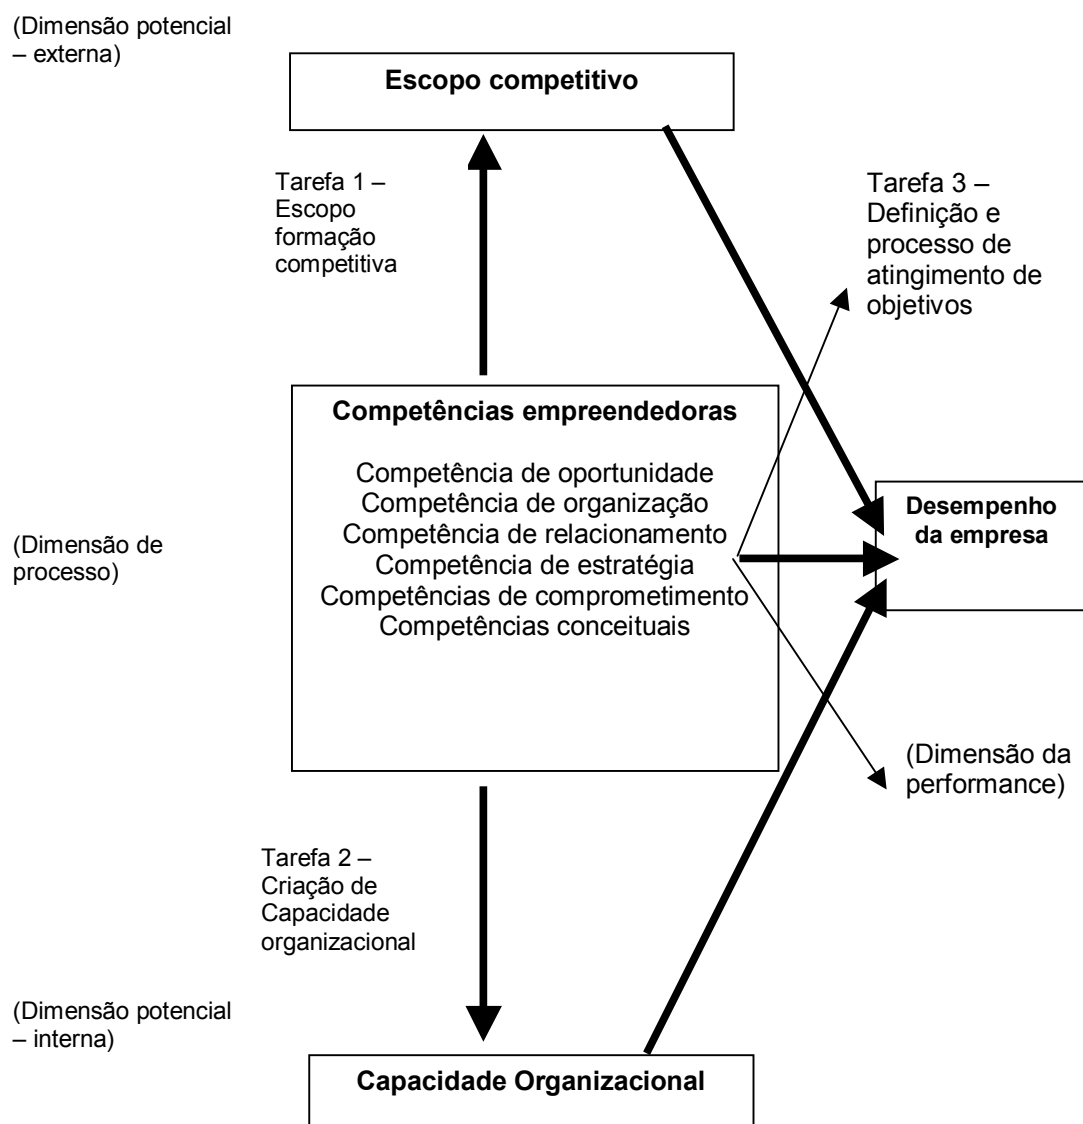 (Dimensão potencial
– externa)
Escopo competitivo
Tarefa 1 –
Escopo
formação
competitiva
Tarefa 3 –
Definição e
processo de
atingimento de
objetivos
Competências empreendedoras
Competência de oportunidade
Competência de organização
Competência de relacionamento
Competência de estratégia
Competências de comprometimento
Competências conceituais
(Dimensão de
processo)
Desempenho
da empresa
(Dimensão da
performance)
Tarefa 2 –
Criação de
Capacidade
organizacional
(Dimensão potencial
– interna)
Capacidade Organizacional